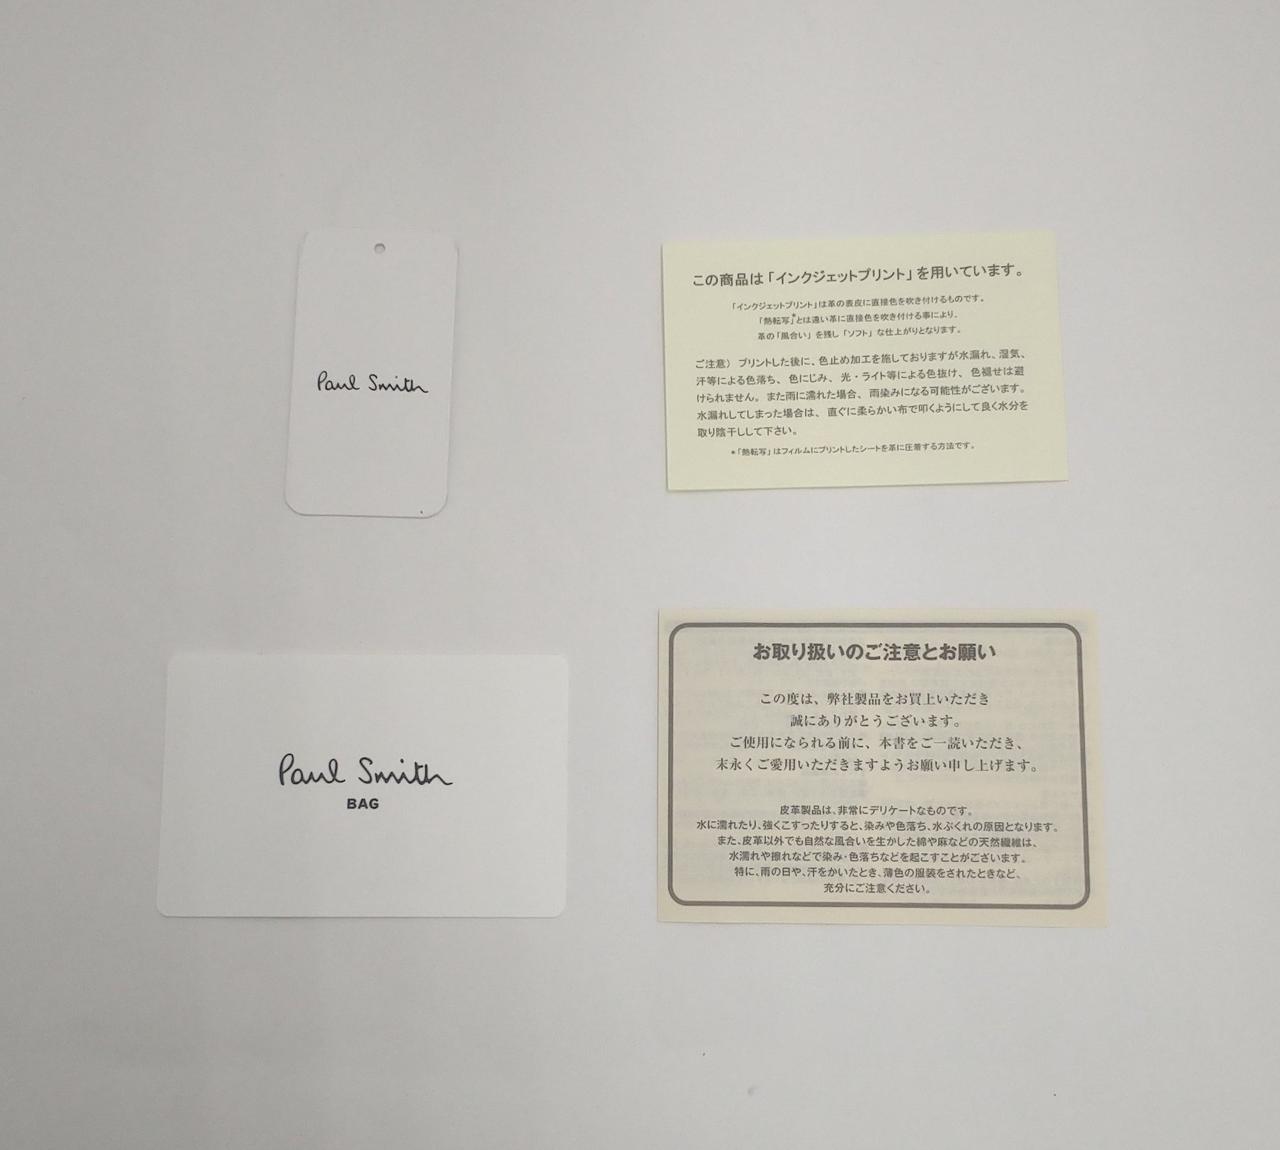 Paul Smith
この商品は「インクジェットプリント」を用いています。
「インクジェットプリント」は革の表皮に直接色を吹き付けるものです。
「熱転写」*とは違い革に直接色を吹き付ける事により、
革の「風合い」を残し「ソフト」な仕上がりとなります。
ご注意） プリントした後に、色止め加工を施しておりますが水漏れ、湿気、
汗等による色落ち、色にじみ、光・ライト等による色抜け、色褪せは避
けられません。また雨に濡れた場合、雨染みになる可能性がございます。
水漏れしてしまった場合は、直ぐに柔らかい布で叩くようにして良く水分を
取り陰干しして下さい。
*「熱転写」はフィルムにプリントしたシートを革に圧着する方法です。
Paul Smith
BAG
お取り扱いのご注意とお願い
この度は、弊社製品をお買上いただき
誠にありがとうございます。
ご使用になられる前に、本書をご一読いただき、
末永くご愛用いただきますようお願い申し上げます。
皮革製品は、非常にデリケートなものです。
水に濡れたり、強くこすったりすると、染みや色落ち、水ぶくれの原因となります。
また、皮革以外でも自然な風合いを生かした綿や麻などの天然繊維は、
水濡れや擦れなどで染み・色落ちなどを起こすことがございます。
特に、雨の日や、汗をかいたとき、薄色の服装をされたときなど、
充分にご注意ください。